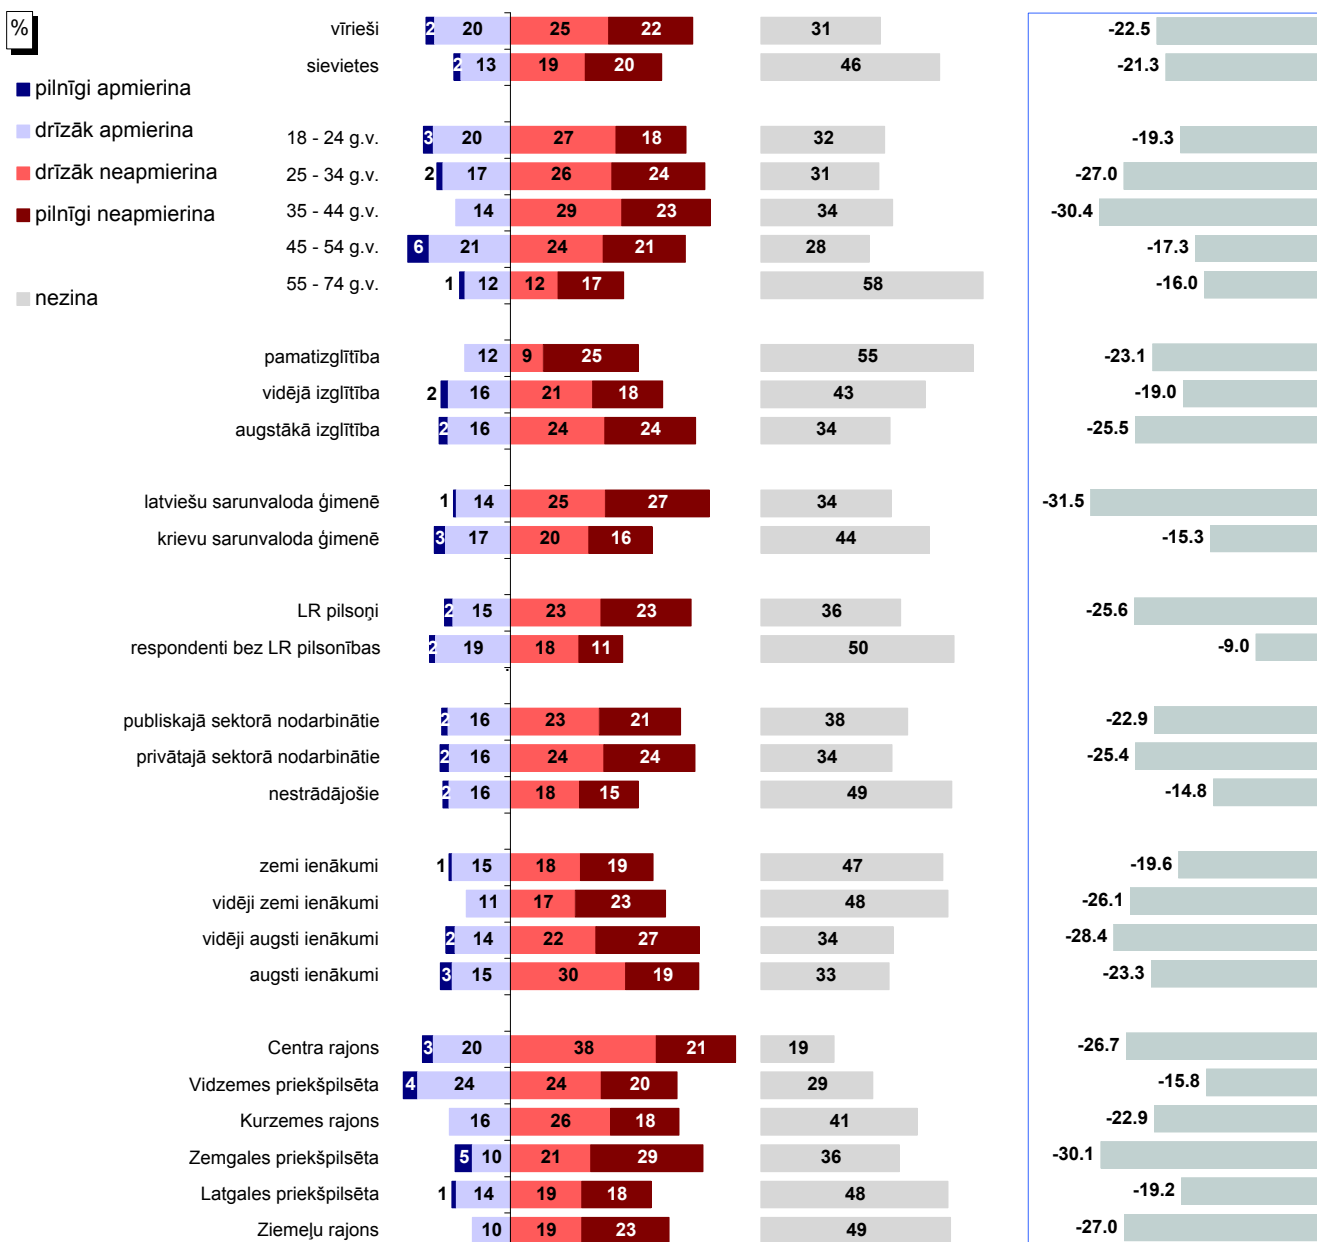 %
pilnīgi apmierina
drīzāk apmierina
drīzāk neapmierina
pilnīgi neapmierina
nezina
vīrieši 2 20 25 22 31 -22.5
sievietes 2 13 19 20 46 -21.3
18 - 24 g.v. 3 20 27 18 32 -19.3
25 - 34 g.v. 2 17 26 24 31 -27.0
35 - 44 g.v. 14 29 23 34 -30.4
45 - 54 g.v. 6 21 24 21 28 -17.3
55 - 74 g.v. 1 12 12 17 58 -16.0
pamatizglītība 12 9 25 55 -23.1
vidējā izglītība 2 16 21 18 43 -19.0
augstākā izglītība 2 16 24 24 34 -25.5
latviešu sarunvaloda ģimenē 1 14 25 27 34 -31.5
krievu sarunvaloda ģimenē 3 17 20 16 44 -15.3
LR pilsoņi 2 15 23 23 36 -25.6
respondenti bez LR pilsonības 2 19 18 11 50 -9.0
publiskajā sektorā nodarbinātie 2 16 23 21 38 -22.9
privātajā sektorā nodarbinātie 2 16 24 24 34 -25.4
nestrādājošie 2 16 18 15 49 -14.8
zemi ienākumi 1 15 18 19 47 -19.6
vidēji zemi ienākumi 11 17 23 48 -26.1
vidēji augsti ienākumi 2 14 22 27 34 -28.4
augsti ienākumi 3 15 30 19 33 -23.3
Centra rajons 3 20 38 21 19 -26.7
Vidzemes priekšpilsēta 4 24 24 20 29 -15.8
Kurzemes rajons 16 26 18 41 -22.9
Zemgales priekšpilsēta 5 10 21 29 36 -30.1
Latgales priekšpilsēta 1 14 19 18 48 -19.2
Ziemeļu rajons 10 19 23 49 -27.0